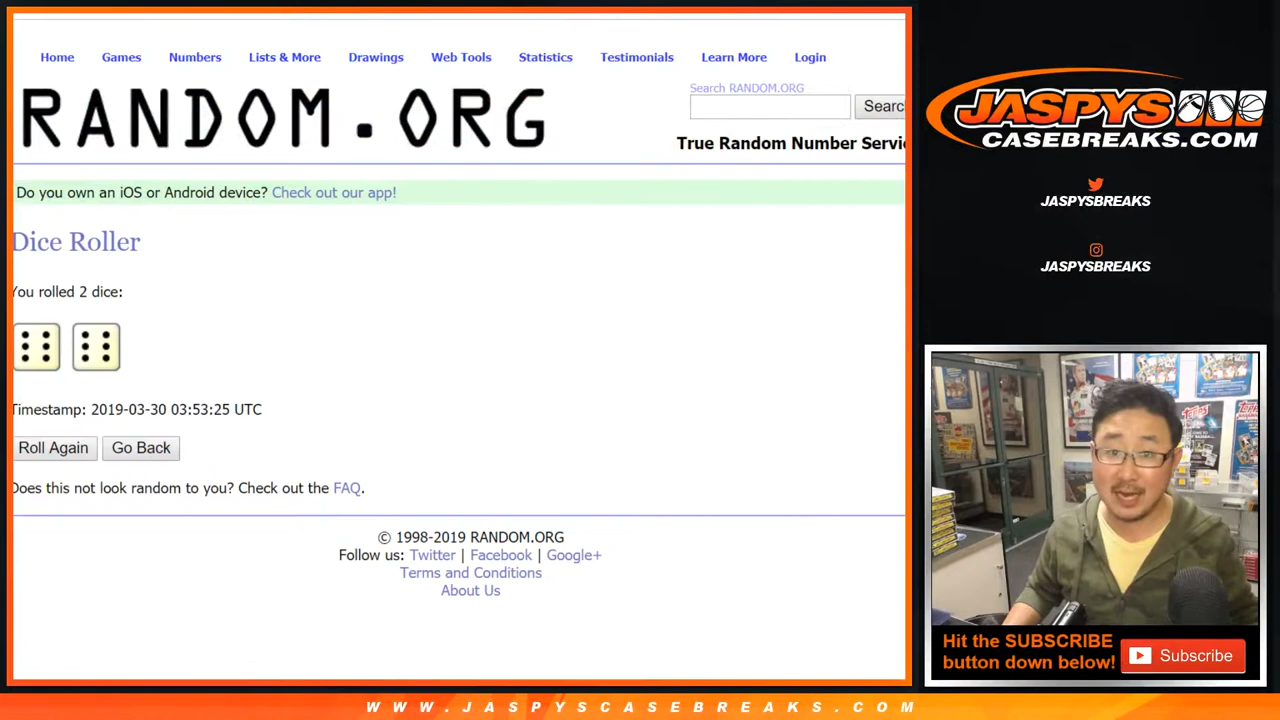 Home Games Numbers Lists & More Drawings Web Tools Statistics Testimonials Learn More Login
RANDOM.ORG
Search RANDOM.ORG
Searc
True Random Number Servi
Do you own an iOS or Android device? Check out our app!
Dice Roller
You rolled 2 dice:
Timestamp: 2019-03-30 03:53:25 UTC
Roll Again Go Back
Does this not look random to you? Check out the FAQ.
© 1998-2019 RANDOM.ORG
Follow us: Twitter | Facebook | Google+
Terms and Conditions
About Us
JASPYS
CASEBREAKS.COM
JASPYSBREAKS
JASPYSBREAKS
Topps
Hit the SUBSCRIBE
button down below!
Subscribe
WWW.JASPYSCASEBREAKS.COM